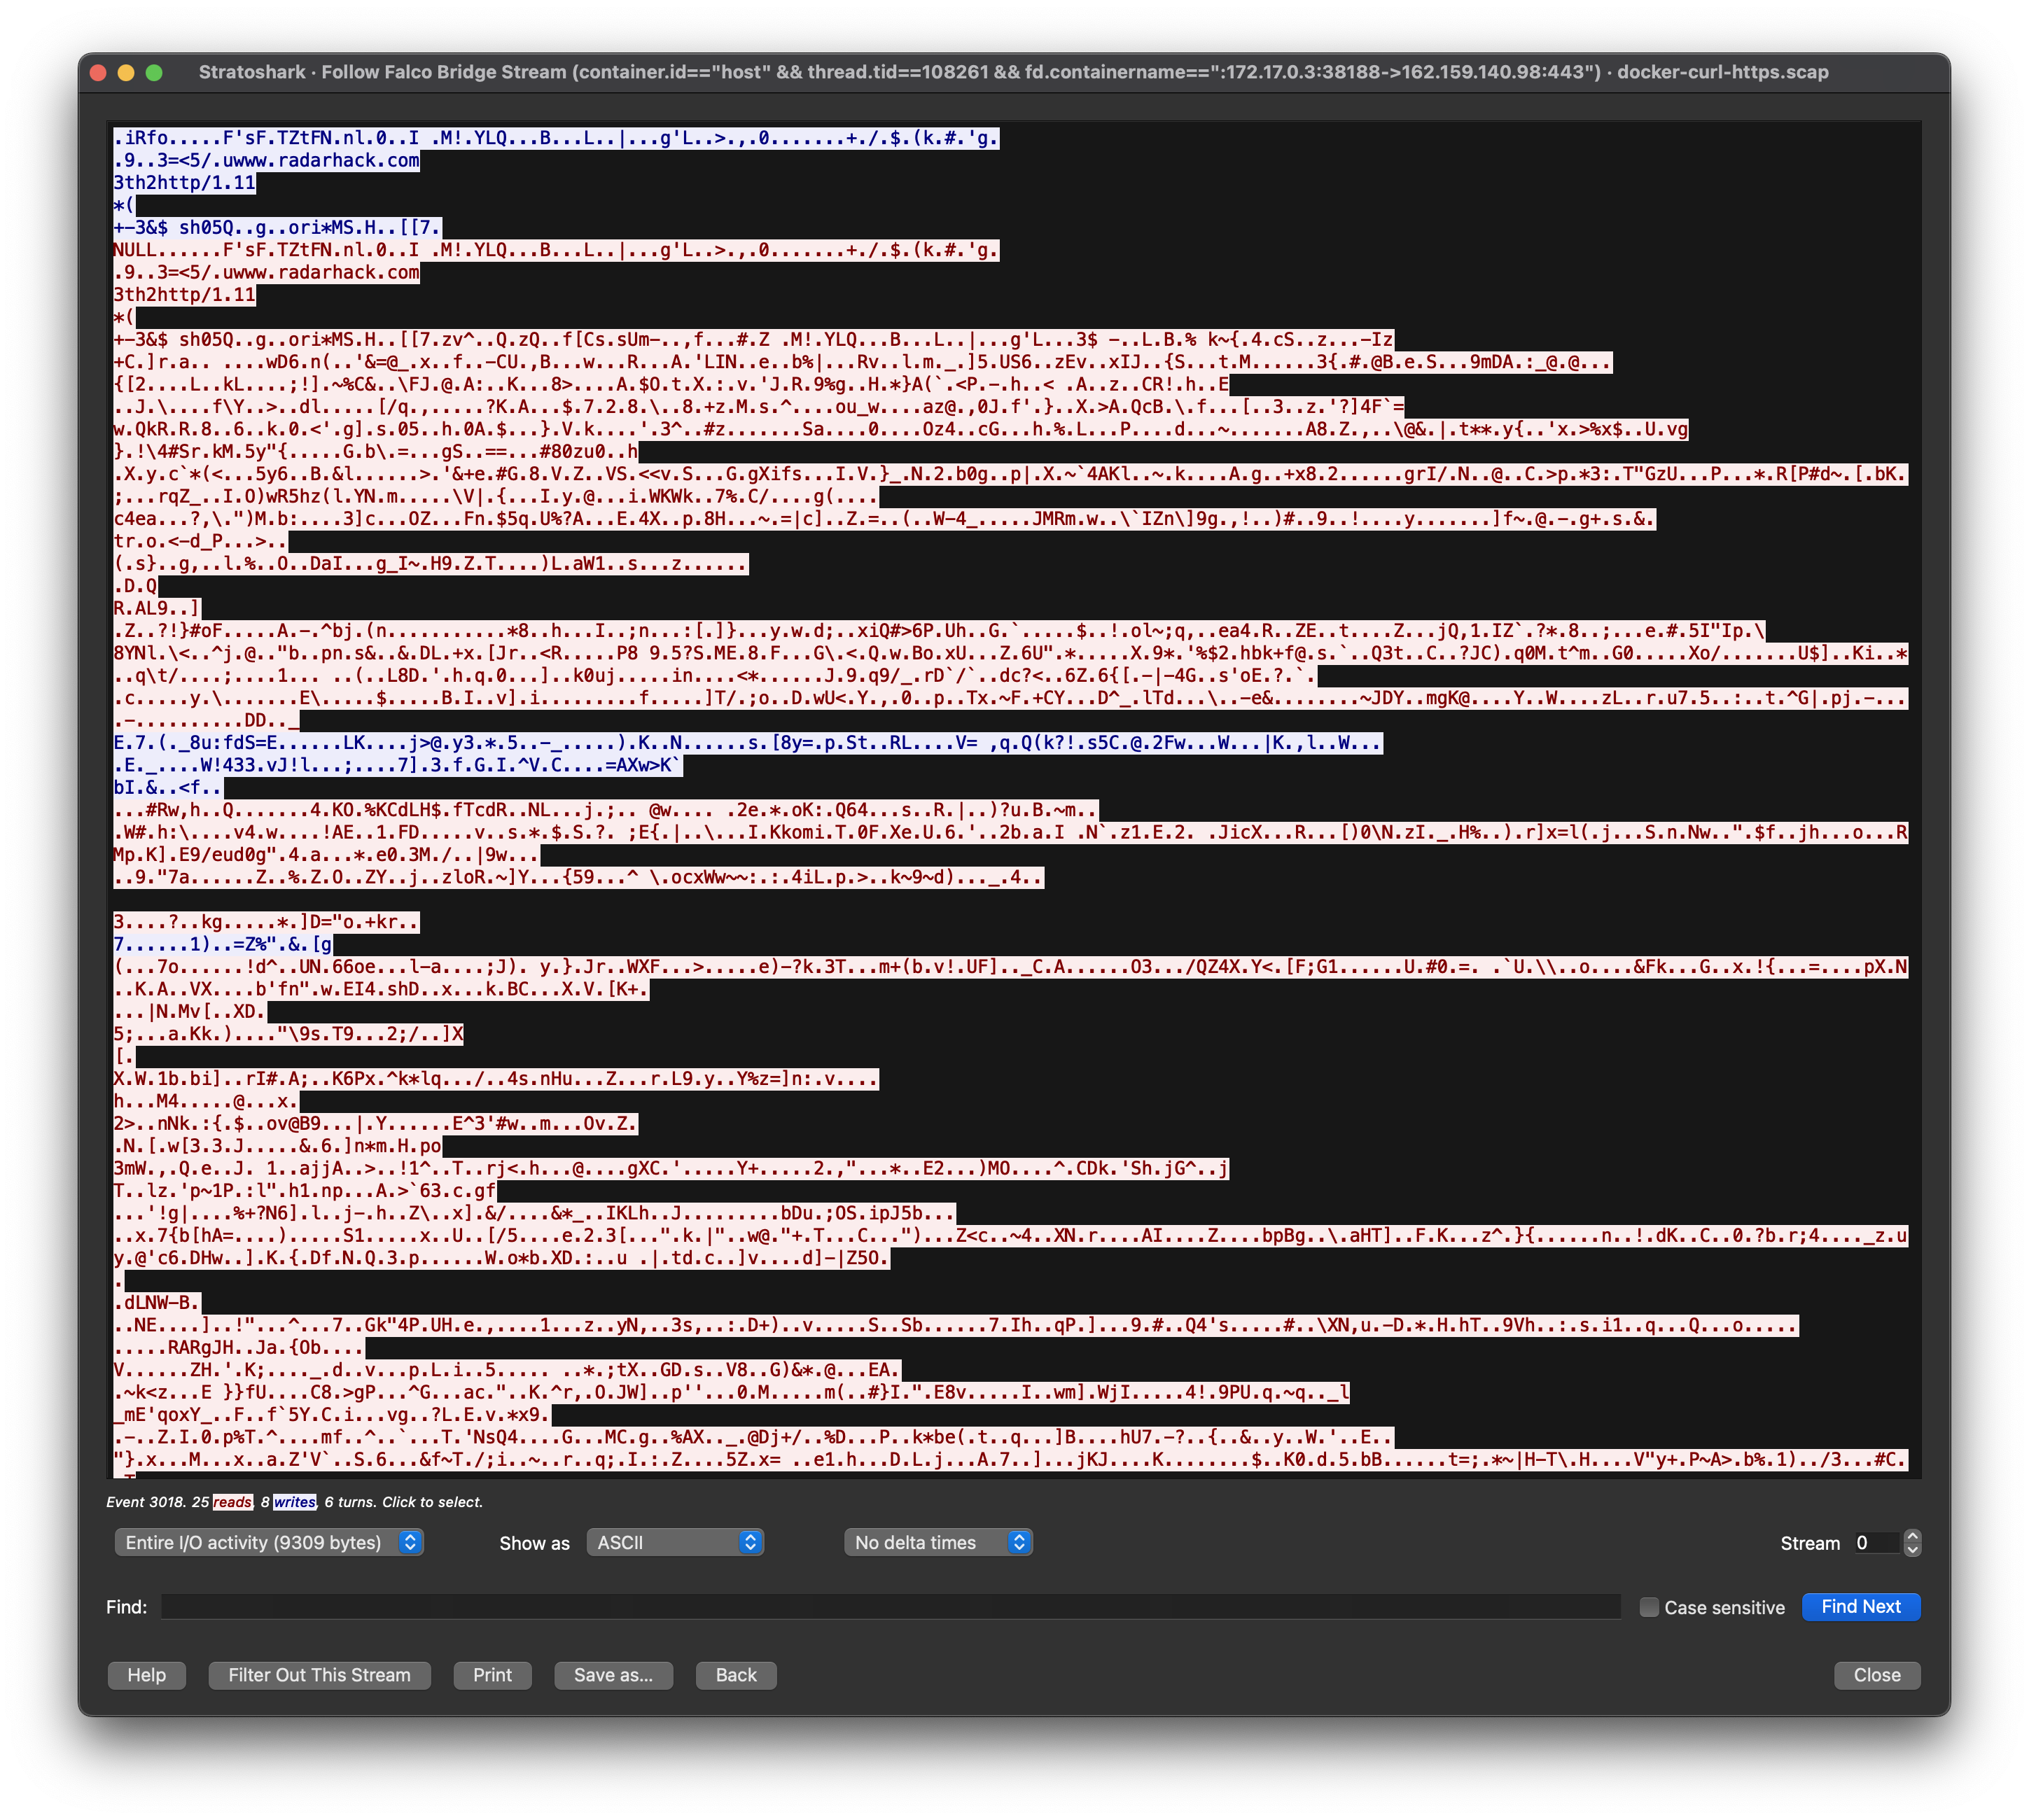 Stratoshark · Follow Falco Bridge Stream (container.id=="host" && thread.tid==108261 && fd.containername==":172.17.0.3:38188->162.159.140.98:443") · docker-curl-https.scap
.iRfo.....F'sF.TZtFN.nl.0..I .M!.YLQ...B...L..|...g'L..>.,.0.......+./.$.(k.#.'g.
.9..3=<5/.uwww.radarhack.com
3th2http/1.11
*(
+-3&$ sh05Q..g..ori*MS.H..[[7.
NULL......F'sF.TZtFN.nl.0..I .M!.YLQ...B...L..|...g'L..>.,.0.......+./.$.(k.#.'g.
.9..3=<5/.uwww.radarhack.com
3th2http/1.11
*(
+-3&$ sh05Q..g..ori*MS.H..[[7.zv^..Q.zQ..f[Cs.sUm-..,f...#.Z .M!.YLQ...B...L..|...g'L...3$ -..L.B.% k~{.4.cS..z...-Iz
+C.]r.a.. ....wD6.n(..'&=@_.x..f..-CU.,B...w...R...A.'LIN..e..b%|...Rv..l.m._.]5.US6..zEv..xIJ..{S...t.M......3{.#.@B.e.S...9mDA.:_@.@...
{[2....L..kL....;!].~%C&..\FJ.@.A:..K...8>....A.$O.t.X.:.v.'J.R.9%g..H.*}A(`.<P.-.h..< .A..z..CR!.h..E
..J.\....f\Y..>..dl.....[/q.,.....?K.A...$.7.2.8.\..8.+z.M.s.^....ou_w....az@.,0J.f'.}..X.>A.QcB.\.f...[..3..z.'?]4F`=
w.QkR.R.8..6..k.0.<'.g].s.05..h.0A.$...}.V.k....'.3^..#z.......Sa....0....Oz4..cG...h.%.L...P....d...~.......A8.Z.,..\@&.|.t**.y{..'x.>%x$..U.vg
}.!\4#Sr.kM.5y"{.....G.b\.=...gS..==...#80zu0..h
.X.y.c`*(<...5y6..B.&l......>.'&+e.#G.8.V.Z..VS.<<v.S...G.gXifs...I.V.}_.N.2.b0g..p|.X.~`4AKl..~.k....A.g..+x8.2......grI/.N..@..C.>p.*3:.T"GzU...P...*.R[P#d~.[.bK.
;...rqZ_..I.O)wR5hz(l.YN.m.....\V|.{...I.y.@...i.WKWk..7%.C/....g(....
c4ea...?,\.")M.b:....3]c...OZ...Fn.$5q.U%?A...E.4X..p.8H...~.=|c]..Z.=..(..W-4_.....JMRm.w..\`IZn\]9g.,!..)#..9..!....y.......]f~.@.-.g+.s.&.
tr.o.<-d_P...>..
(.s}..g,..l.%..O..DaI...g_I~.H9.Z.T....)L.aW1..s...z......
.D.Q
R.AL9..]
.Z..?!}#oF.....A.-.^bj.(n...........*8..h...I..;n...:[.]}...y.w.d;..xiQ#>6P.Uh..G.`.....$..!.ol~;q,..ea4.R..ZE..t....Z...jQ,1.IZ`.?*.8..;...e.#.5I"Ip.\
8YNl.\<..^j.@.."b..pn.s&..&.DL.+x.[Jr..<R.....P8 9.5?S.ME.8.F...G\.<.Q.w.Bo.xU...Z.6U".*.....X.9*.'%$2.hbk+f@.s.`..Q3t..C..?JC).q0M.t^m..G0.....Xo/.......U$]..Ki..*
..q\t/....;....1... ..(..L8D.'.h.q.0...]..k0uj.....in....<*......J.9.q9/_.rD`/`..dc?<..6Z.6{[.-|-4G..s'oE.?.`.
.c.....y.\.......E\.....$.....B.I..v].i.........f.....]T/.;o..D.wU<.Y.,.0..p..Tx.~F.+CY...D^_.lTd...\..-e&........~JDY..mgK@....Y..W....zL..r.u7.5..:..t.^G|.pj.-...
.-..........DD.._
E.7.(._8u:fdS=E......LK....j>@.y3.*.5..-_.....).K..N......s.[8y=.p.St..RL....V= ,q.Q(k?!.s5C.@.2Fw...W...|K.,l..W...
.E._....W!433.vJ!l...;....7].3.f.G.I.^V.C....=AXw>K`
bI.&..<f..
...#Rw,h..Q.......4.KO.%KCdLH$.fTcdR..NL...j.;.. @w.... .2e.*.oK:.Q64...s..R.|..)?u.B.~m..
.W#.h:\....v4.w....!AE..1.FD.....v..s.*.$.S.?. ;E{.|..\...I.Kkomi.T.0F.Xe.U.6.'..2b.a.I .N`.z1.E.2. .JicX...R...[)0\N.zI._.H%..).r]x=l(.j...S.n.Nw..".$f..jh...o...R
Mp.K].E9/eud0g".4.a...*.e0.3M./..|9w...
..9."7a......Z..%.Z.O..ZY..j..zloR.~]Y...{59...^ \.ocxWw~~:.:.4iL.p.>..k~9~d)..._.4..
3....?..kg.....*.]D="o.+kr..
7......1)..=Z%".&.[g
(...7o......!d^..UN.66oe...l-a....;J). y.}.Jr..WXF...>.....e)-?k.3T...m+(b.v!.UF].._C.A......O3.../QZ4X.Y<.[F;G1......U.#0.=. .`U.\\..o....&Fk...G..x.!{...=....pX.N
..K.A..VX....b'fn".w.EI4.shD..x...k.BC...X.V.[K+.
...|N.Mv[..XD.
5;...a.Kk.)...."\9s.T9...2;/..]X
[.
X.W.1b.bi]..rI#.A;..K6Px.^k*lq.../..4s.nHu...Z...r.L9.y..Y%z=]n:.v....
h...M4.....@...x.
2>..nNk.:{.$..ov@B9...|.Y......E^3'#w..m...Ov.Z.
.N.[.w[3.3.J.....&.6.]n*m.H.po
3mW.,.Q.e..J. 1..ajjA..>..!1^..T..rj<.h...@....gXC.'.....Y+.....2.,"...*..E2...)MO....^.CDk.'Sh.jG^..j
T..lz.'p~1P.:l".h1.np...A.>`63.c.gf
...'!g|....%+?N6].l..j-.h..Z\..x].&/....&*_..IKLh..J.........bDu.;OS.ipJ5b...
..x.7{b[hA=....).....S1.....x..U..[/5....e.2.3[...".k.|"..w@."+.T...C...")...Z<c..~4..XN.r....AI....Z....bpBg..\.aHT]..F.K...z^.}{......n..!.dK..C..0.?b.r;4...._z.u
y.@'c6.DHw..].K.{.Df.N.Q.3.p......W.o*b.XD.:..u .|.td.c..]v....d]-|Z5O.
.
.dLNW-B.
..NE....]..!"...^...7..Gk"4P.UH.e.,....1...z..yN,..3s,..:.D+)..v.....S..Sb......7.Ih..qP.]...9.#..Q4's.....#..\XN,u.-D.*.H.hT..9Vh..:.s.i1..q...Q...o.....
.....RARgJH..Ja.{Ob....
V......ZH.'.K;...._.d..v...p.L.i..5..... ..*.;tX..GD.s..V8..G)&*.@...EA.
.~k<z...E }}fU....C8.>gP...^G...ac."..K.^r,.O.JW]..p''...0.M.....m(..#}I.".E8v.....I..wm].WjI.....4!.9PU.q.~q.._l
_mE'qoxY_..F..f`5Y.C.i...vg..?L.E.v.*x9.
.-..Z.I.0.p%T.^....mf..^..`...T.'NsQ4....G...MC.g..%AX.._.@Dj+/..%D...P..k*be(.t..q...]B....hU7.-?..{..&..y..W.'..E..
"}.x...M...x..a.Z'V`..S.6...&f~T./;i..~..r..q;.I.:.Z....5Z.x= ..e1.h...D.L.j...A.7..]...jKJ....K........$..K0.d.5.bB......t=;.*~|H-T\.H....V"y+.P~A>.b%.1)../3...#C.
Event 3018. 25 reads, 8 writes, 6 turns. Click to select.
Entire I/O activity (9309 bytes) Show as ASCII No delta times Stream 0
Find: Case sensitive Find Next
Help Filter Out This Stream Print Save as... Back Close